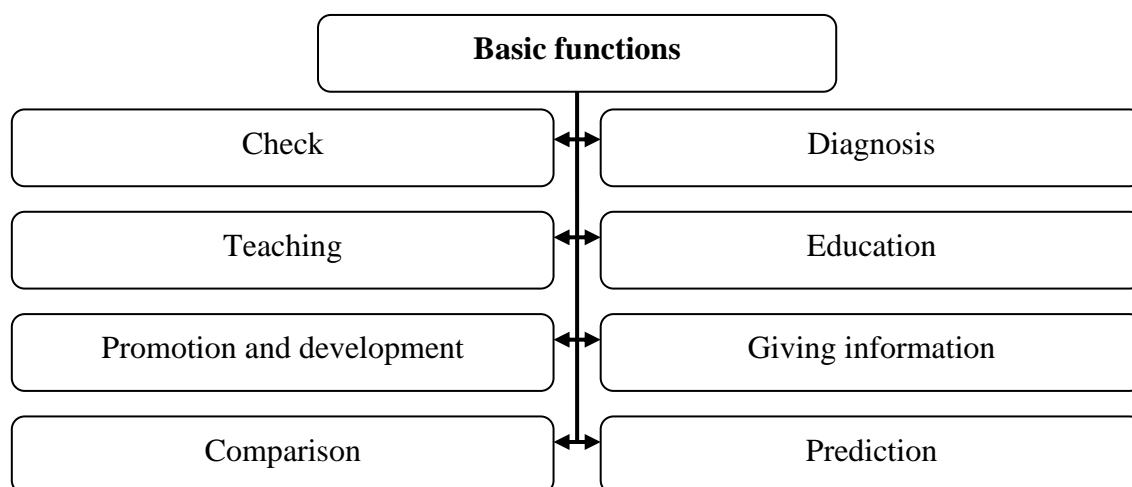 Basic functions
Check
Diagnosis
Teaching
Education
Promotion and development
Giving information
Comparison
Prediction